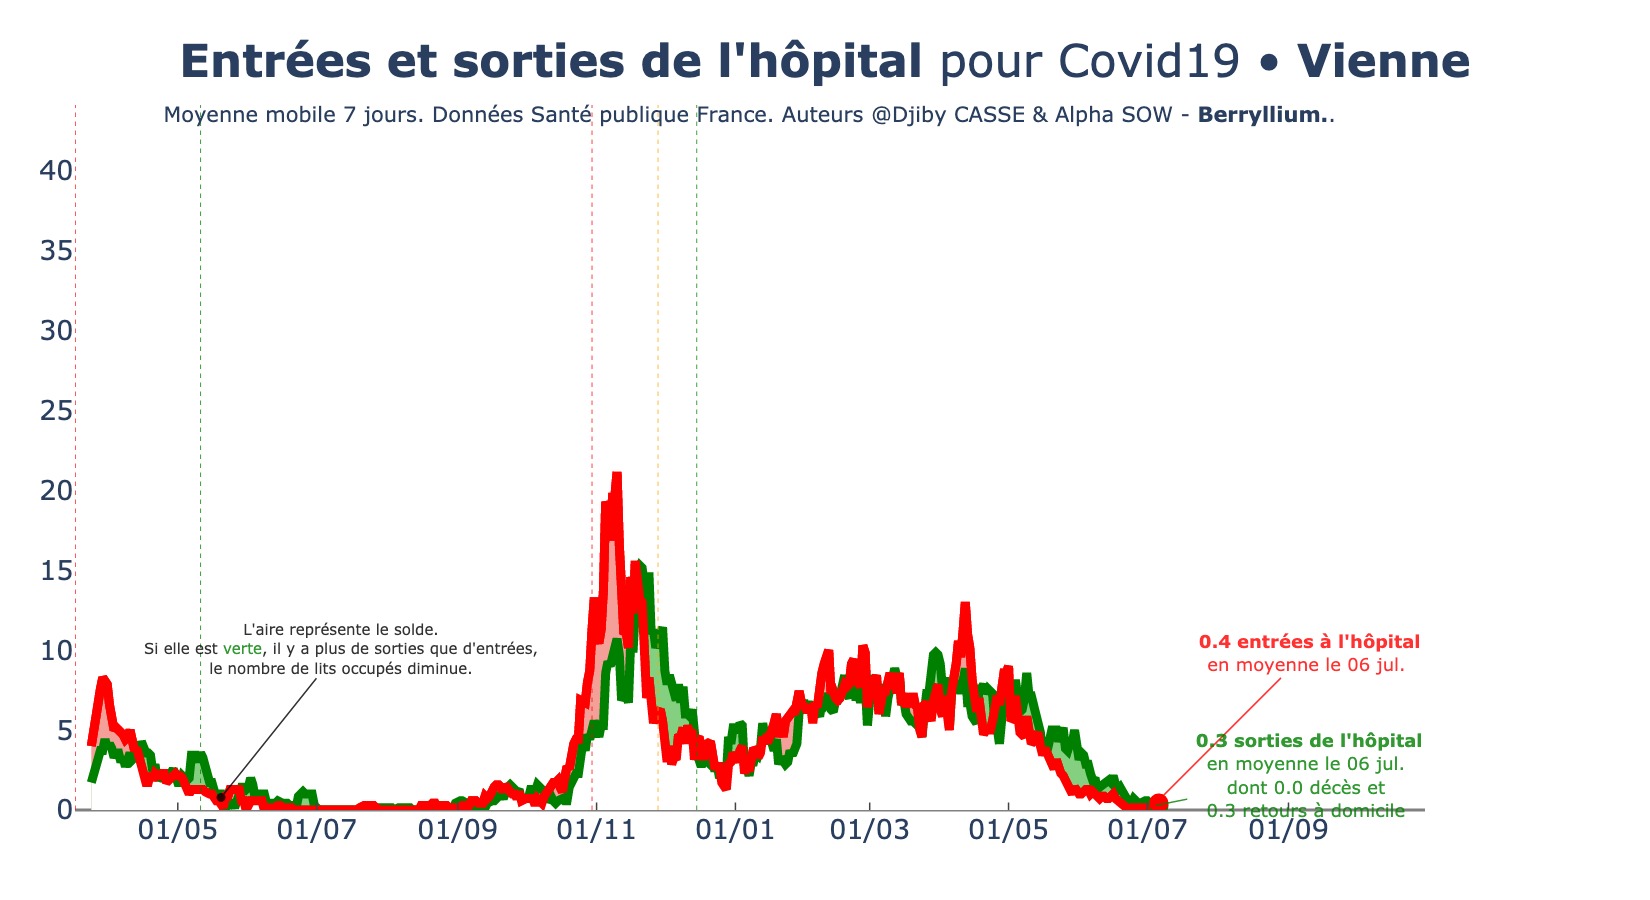 Entrées et sorties de l'hôpital pour Covid19 • Vienne
Moyenne mobile 7 jours. Données Santé publique France. Auteurs @Djiby CASSE & Alpha SOW - Berryllium..
40
35
30
25
20
15
10
5
0
L'aire représente le solde.
Si elle est verte, il y a plus de sorties que d'entrées,
le nombre de lits occupés diminue.
0.4 entrées à l'hôpital
en moyenne le 06 jul.
0.3 sorties de l'hôpital
en moyenne le 06 jul.
dont 0.0 décès et
0.3 retours à domicile
01/05
01/07
01/09
01/11
01/01
01/03
01/05
01/07
01/09